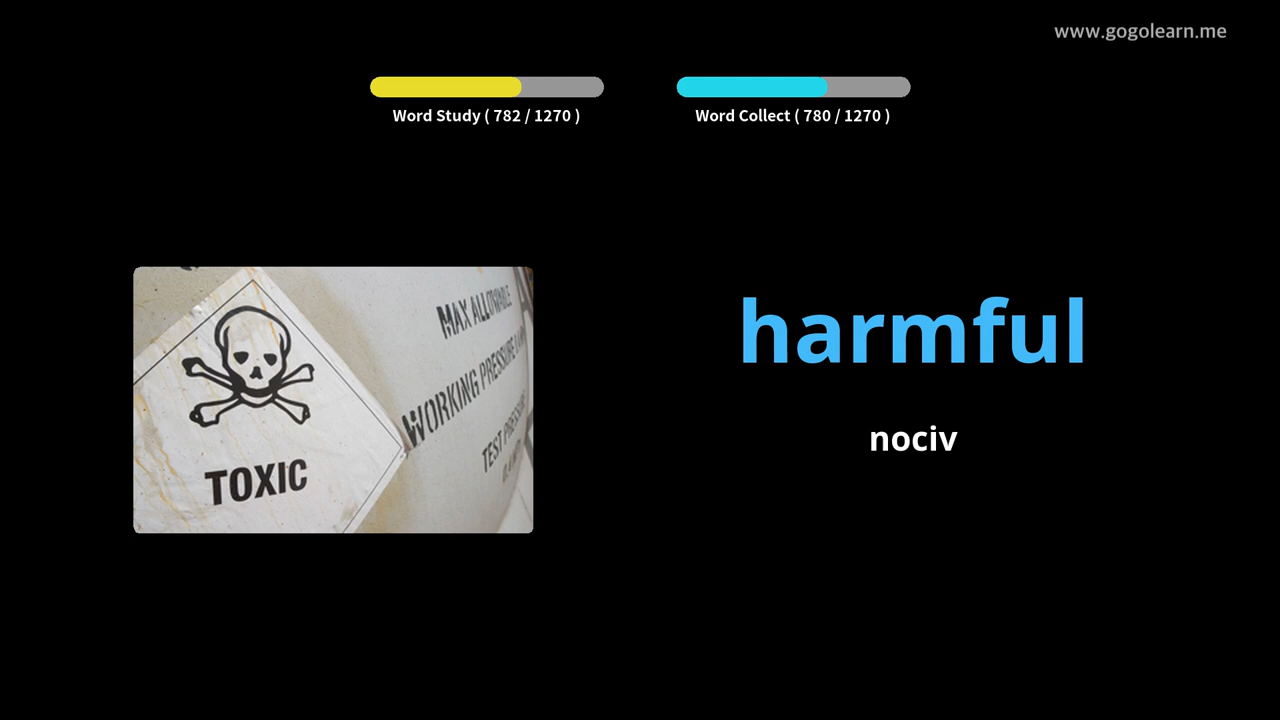 www.gogolearn.me
Word Study ( 782 / 1270 )
Word Collect ( 780 / 1270 )
TOXIC
MAX ALLOWABLE
WORKING PRESSURE
TEST PRESSURE
harmful
nociv